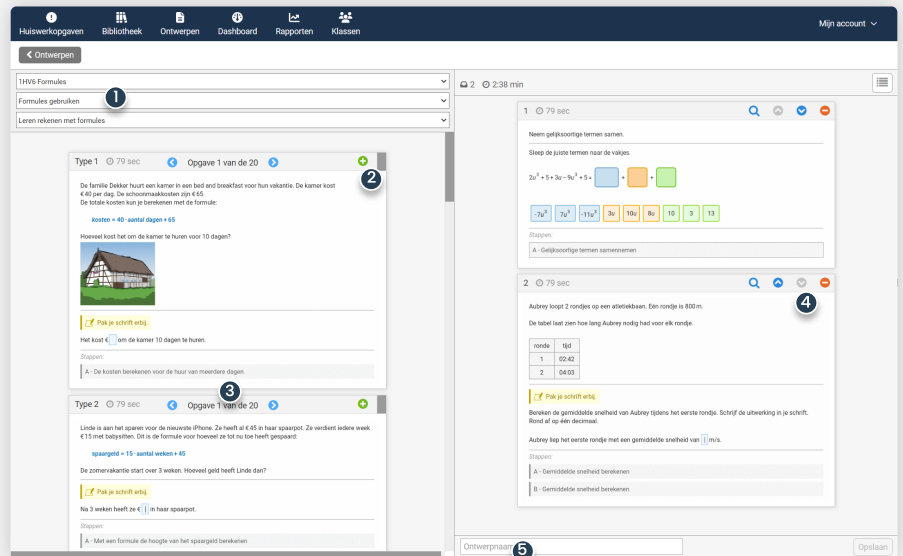 Huiswerkopgaven
Bibliotheek
Ontwerpen
Dashboard
Rapporten
Klassen
Mijn account
Ontwerpen
1HV6 Formules
Formules gebruiken
Leren rekenen met formules
1
Type 1 79 sec Opgave 1 van de 20
2
De familie Dekker huurt een kamer in een bed and breakfast voor hun vakantie. De kamer kost
€ 40 per dag. De schoonmaakkosten zijn € 65.
De totale kosten kun je berekenen met de formule:
kosten = 40 · aantal dagen + 65
Hoeveel kost het om de kamer te huren voor 10 dagen?
Pak je schrift erbij.
Het kost € om de kamer 10 dagen te huren.
Stappen:
A - De kosten berekenen voor de huur van meerdere dagen
3
Type 2 79 sec Opgave 1 van de 20
Linde is aan het sparen voor de nieuwste iPhone. Ze heeft al € 45 in haar spaarpot. Ze verdient iedere week
€ 15 met babysitten. Dit is de formule voor hoeveel ze tot nu toe heeft gespaard:
spaargeld = 15 · aantal weken + 45
De zomervakantie start over 3 weken. Hoeveel geld heeft Linde dan?
Pak je schrift erbij.
Na 3 weken heeft ze € in haar spaarpot.
Stappen:
A - Met een formule de hoogte van het spaargeld berekenen
2 2:38 min
1 79 sec
Neem gelijksoortige termen samen.
Sleep de juiste termen naar de vakjes.
2u³ + 5 + 3u − 9u³ + 5 = + +
-7u³ 7u³ -11u³ 3u 10u 8u 10 3 13
Stappen:
A - Gelijksoortige termen samennemen
2 79 sec
4
Aubrey loopt 2 rondjes op een atletiekbaan. Eén rondje is 800 m.
De tabel laat zien hoe lang Aubrey nodig had voor elk rondje.
ronde tijd
1 02:42
2 04:03
Pak je schrift erbij.
Bereken de gemiddelde snelheid van Aubrey tijdens het eerste rondje. Schrijf de uitwerking in je schrift.
Rond af op één decimaal.
Aubrey liep het eerste rondje met een gemiddelde snelheid van m/s.
Stappen:
A - Gemiddelde snelheid berekenen
B - Gemiddelde snelheid berekenen
Ontwerpnaam
5
Opslaan